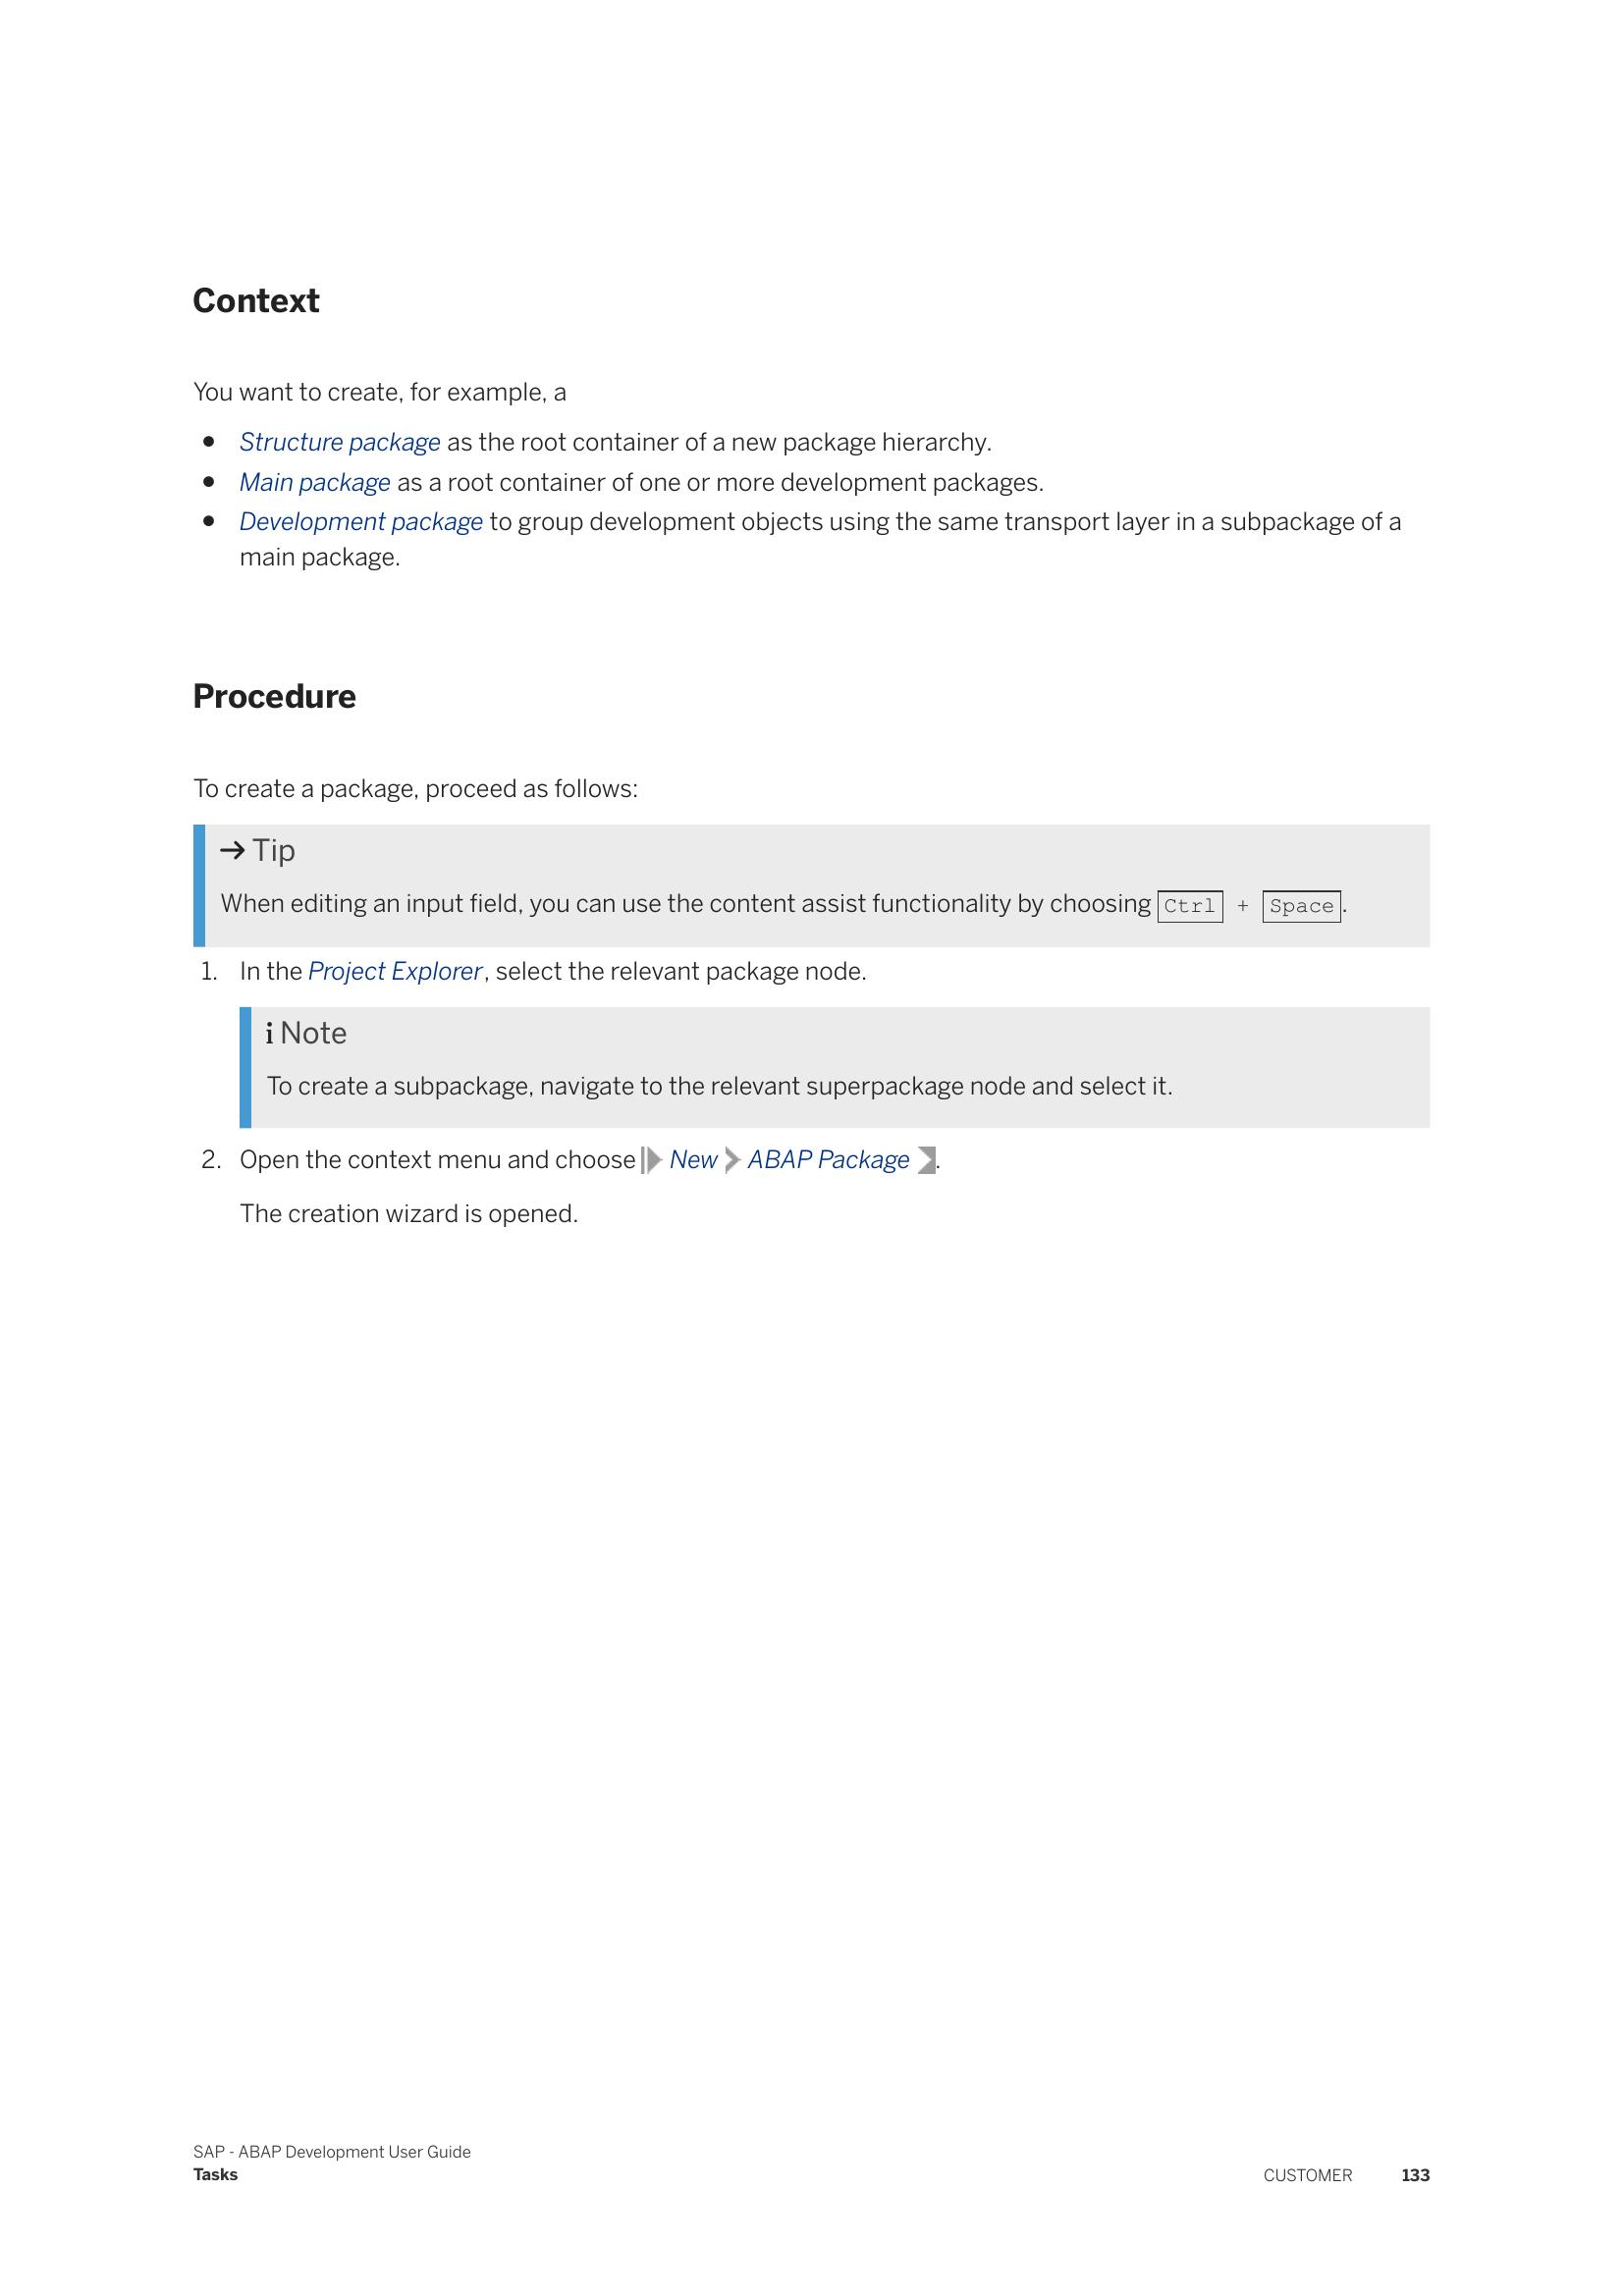 Context
You want to create, for example, a
• Structure package as the root container of a new package hierarchy.
• Main package as a root container of one or more development packages.
• Development package to group development objects using the same transport layer in a subpackage of a
main package.
Procedure
To create a package, proceed as follows:
→ Tip
When editing an input field, you can use the content assist functionality by choosing Ctrl + Space.
1. In the Project Explorer, select the relevant package node.
i Note
To create a subpackage, navigate to the relevant superpackage node and select it.
2. Open the context menu and choose New > ABAP Package.
The creation wizard is opened.
SAP - ABAP Development User Guide
Tasks
CUSTOMER 133